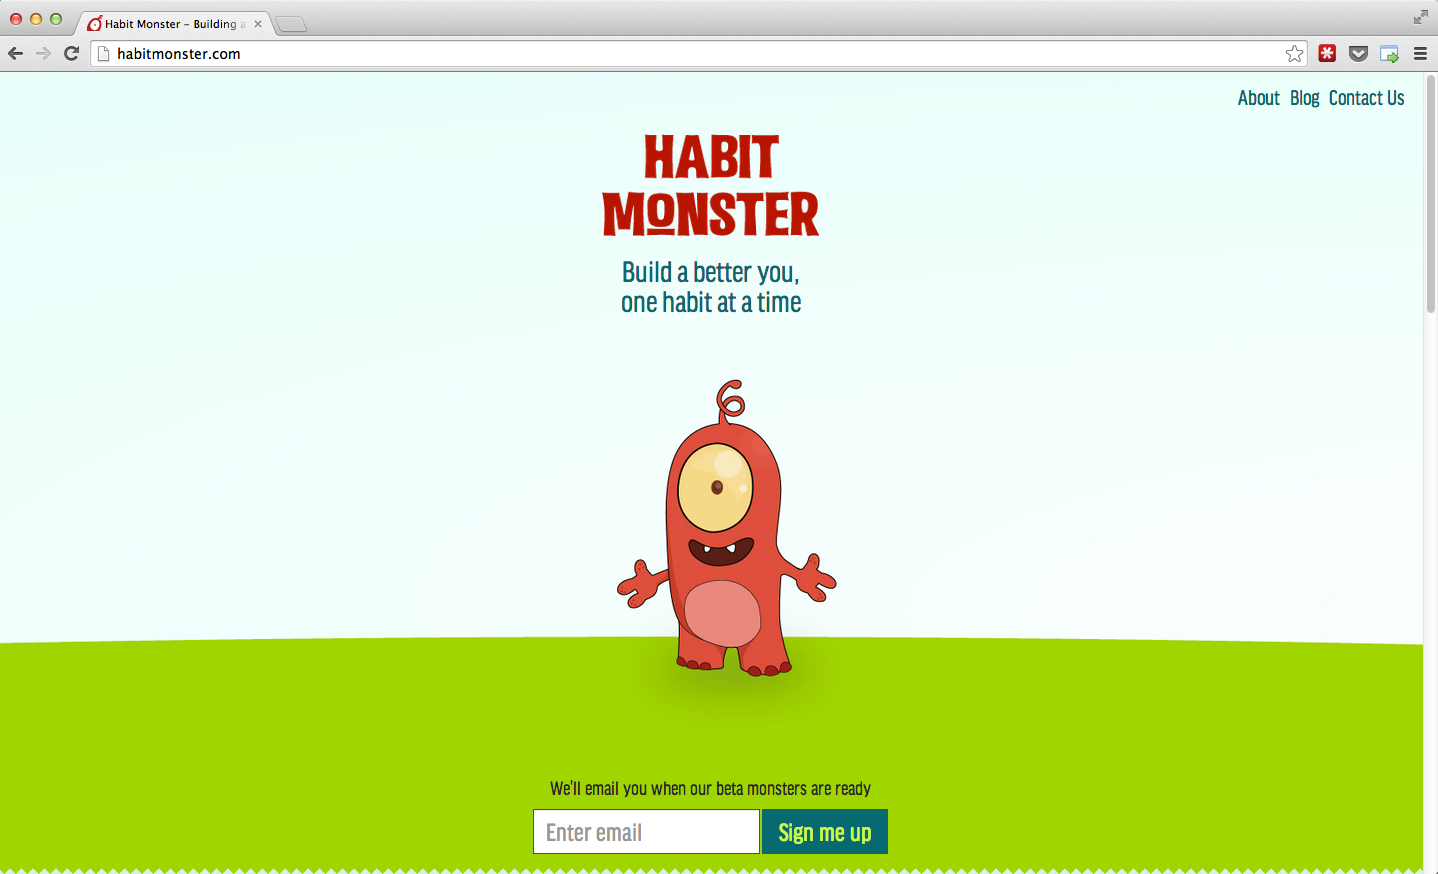 Habit Monster – Building a
habitmonster.com
About Blog Contact Us
HABIT
MONSTER
Build a better you,
one habit at a time
We'll email you when our beta monsters are ready
Enter email
Sign me up